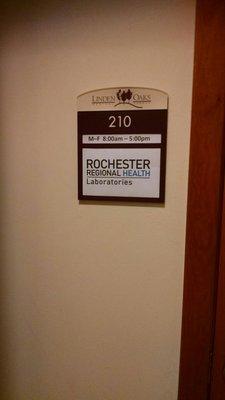 LINDEN OAKS
210
M–F 8:00am – 5:00pm
ROCHESTER
REGIONAL HEALTH
Laboratories